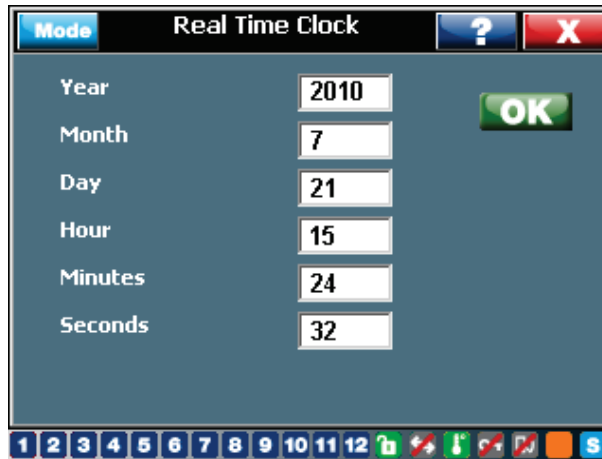 Mode Real Time Clock ? X
Year 2010
OK
Month 7
Day 21
Hour 15
Minutes 24
Seconds 32
1 2 3 4 5 6 7 8 9 10 11 12 S